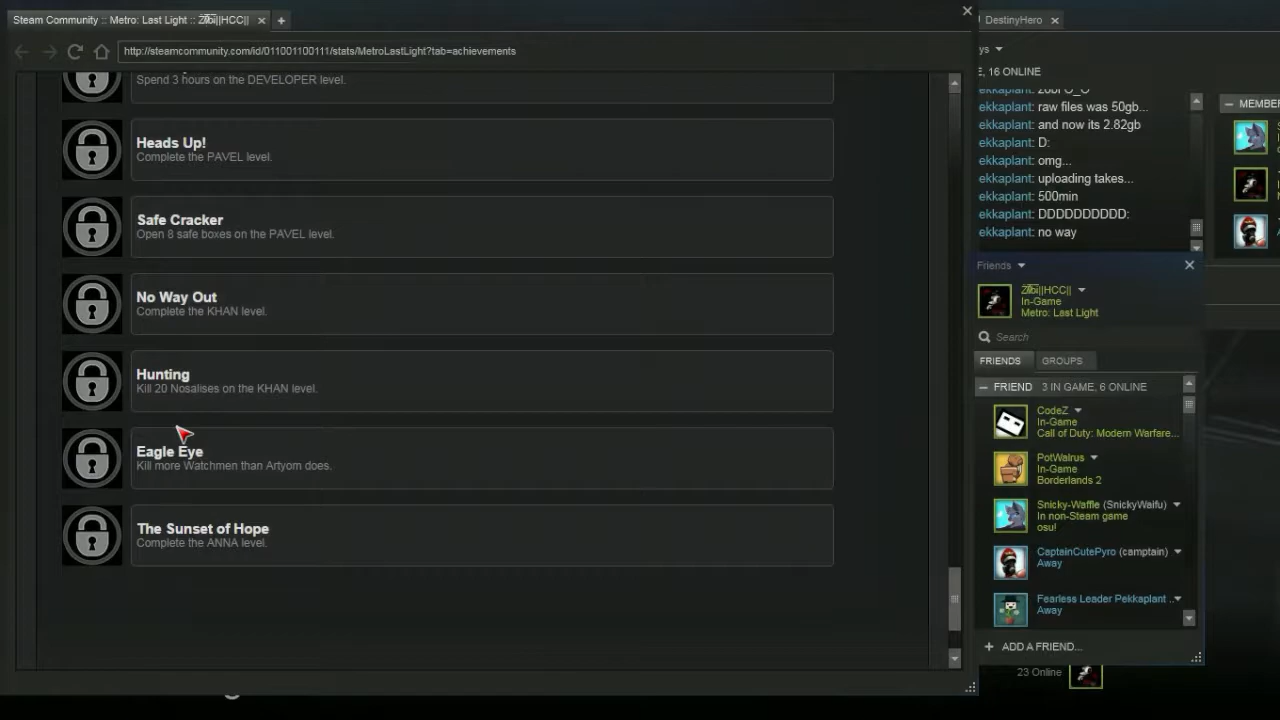 Steam Community :: Metro: Last Light :: Zöbi||HCC||
http://steamcommunity.com/id/011001100111/stats/MetroLastLight?tab=achievements
Spend 3 hours on the DEVELOPER level.
Heads Up!
Complete the PAVEL level.
Safe Cracker
Open 8 safe boxes on the PAVEL level.
No Way Out
Complete the KHAN level.
Hunting
Kill 20 Nosalises on the KHAN level.
Eagle Eye
Kill more Watchmen than Artyom does.
The Sunset of Hope
Complete the ANNA level.
DestinyHero
ys
E, 16 ONLINE
ekkaplant: zöbi O_O
ekkaplant: raw files was 50gb...
ekkaplant: and now its 2.82gb
ekkaplant: D:
ekkaplant: omg...
ekkaplant: uploading takes...
ekkaplant: 500min
ekkaplant: DDDDDDDDDD:
ekkaplant: no way
MEMBER
Friends
||HCC||
In-Game
Metro: Last Light
Search
FRIENDS
GROUPS
FRIEND 3 IN GAME, 6 ONLINE
CodeZ
In-Game
Call of Duty: Modern Warfare...
PotWalrus
In-Game
Borderlands 2
Snicky-Waffle (SnickyWaifu)
In non-Steam game
osu!
CaptainCutePyro (camptain)
Away
Fearless Leader Pekkaplant ..
Away
+ ADD A FRIEND...
23 Online